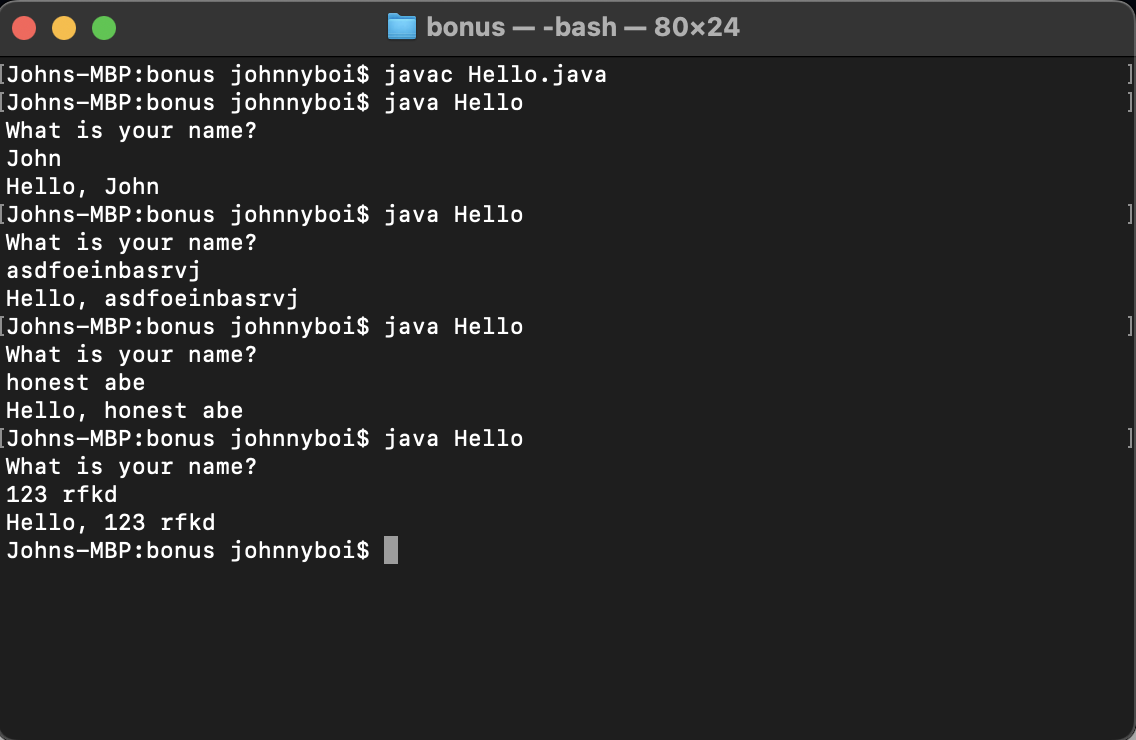 bonus — -bash — 80×24
[Johns-MBP:bonus johnnyboi$ javac Hello.java ]
[Johns-MBP:bonus johnnyboi$ java Hello ]
What is your name?
John
Hello, John
[Johns-MBP:bonus johnnyboi$ java Hello ]
What is your name?
asdfoeinbasrvj
Hello, asdfoeinbasrvj
[Johns-MBP:bonus johnnyboi$ java Hello ]
What is your name?
honest abe
Hello, honest abe
[Johns-MBP:bonus johnnyboi$ java Hello ]
What is your name?
123 rfkd
Hello, 123 rfkd
Johns-MBP:bonus johnnyboi$